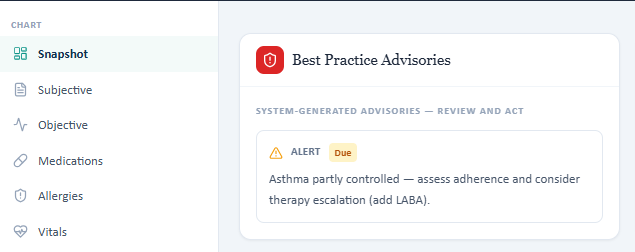 CHART
Snapshot
Subjective
Objective
Medications
Allergies
Vitals
Best Practice Advisories
SYSTEM-GENERATED ADVISORIES — REVIEW AND ACT
ALERT Due
Asthma partly controlled — assess adherence and consider
therapy escalation (add LABA).